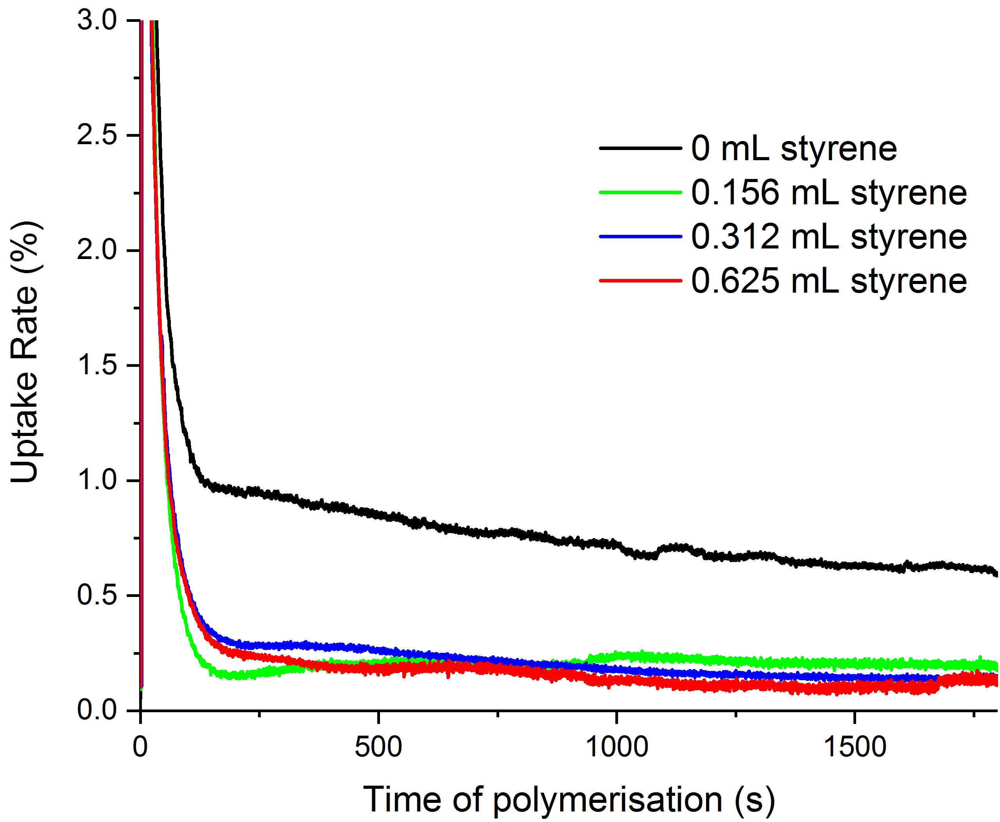 3.0
2.5
2.0
1.5
1.0
0.5
0.0
Uptake Rate (%)
0 mL styrene
0.156 mL styrene
0.312 mL styrene
0.625 mL styrene
0
500
1000
1500
Time of polymerisation (s)